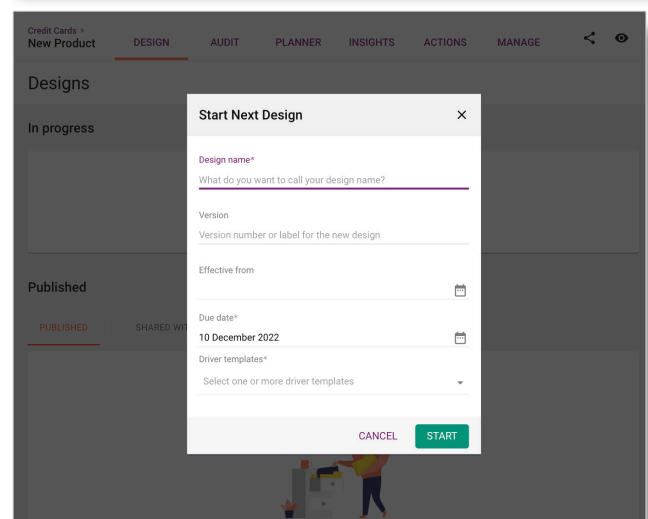 Credit Cards >
New Product
DESIGN
AUDIT
PLANNER
INSIGHTS
ACTIONS
MANAGE
Designs
In progress
Start Next Design
Design name*
What do you want to call your design name?
Version
Version number or label for the new design
Effective from
Due date*
10 December 2022
Driver templates*
Select one or more driver templates
CANCEL
START
Published
PUBLISHED
SHARED WIT